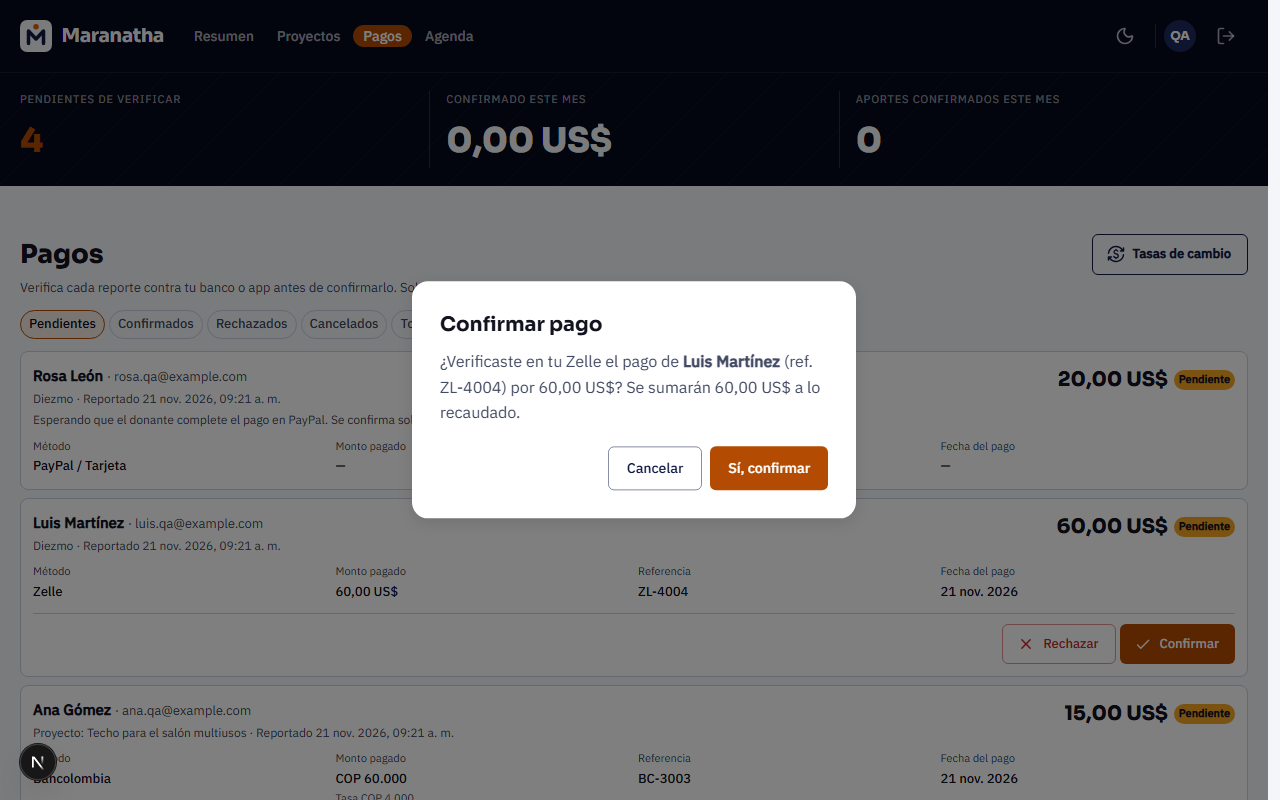 Maranatha
Resumen
Proyectos
Pagos
Agenda
QA
PENDIENTES DE VERIFICAR
4
CONFIRMADO ESTE MES
0,00 US$
APORTES CONFIRMADOS ESTE MES
0
Pagos
Tasas de cambio
Verifica cada reporte contra tu banco o app antes de confirmarlo.
Pendientes
Confirmados
Rechazados
Cancelados
Confirmar pago
¿Verificaste en tu Zelle el pago de Luis Martínez (ref.
ZL-4004) por 60,00 US$? Se sumarán 60,00 US$ a lo
recaudado.
Cancelar
Sí, confirmar
Rosa León · rosa.qa@example.com
20,00 US$ Pendiente
Diezmo · Reportado 21 nov. 2026, 09:21 a. m.
Esperando que el donante complete el pago en PayPal. Se confirma
Método
Monto pagado
Fecha del pago
PayPal / Tarjeta
—
—
Luis Martínez · luis.qa@example.com
60,00 US$ Pendiente
Diezmo · Reportado 21 nov. 2026, 09:21 a. m.
Método
Monto pagado
Referencia
Fecha del pago
Zelle
60,00 US$
ZL-4004
21 nov. 2026
Rechazar
Confirmar
Ana Gómez · ana.qa@example.com
15,00 US$ Pendiente
Proyecto: Techo para el salón multiusos · Reportado 21 nov. 2026, 09:21 a. m.
Monto pagado
Referencia
Fecha del pago
Bancolombia
COP 60.000
BC-3003
21 nov. 2026
Tasa COP 4.000
N